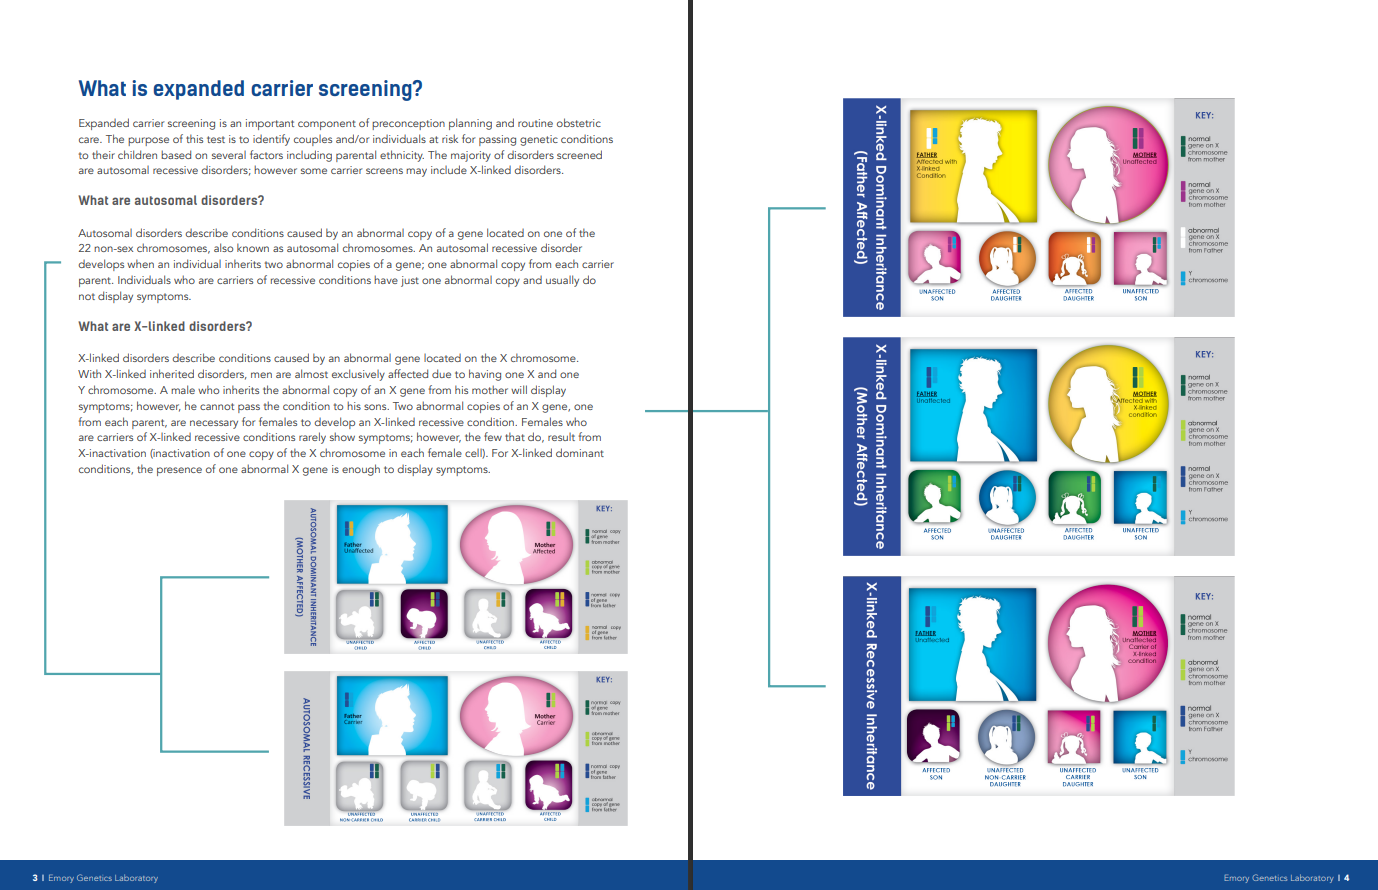 What is expanded carrier screening?
Expanded carrier screening is an important component of preconception planning and routine obstetric
care. The purpose of this test is to identify couples and/or individuals at risk for passing genetic conditions
to their children based on several factors including parental ethnicity. The majority of disorders screened
are autosomal recessive disorders; however some carrier screens may include X-linked disorders.
What are autosomal disorders?
Autosomal disorders describe conditions caused by an abnormal copy of a gene located on one of the
22 non-sex chromosomes, also known as autosomal chromosomes. An autosomal recessive disorder
develops when an individual inherits two abnormal copies of a gene; one abnormal copy from each carrier
parent. Individuals who are carriers of recessive conditions have just one abnormal copy and usually do
not display symptoms.
What are X-linked disorders?
X-linked disorders describe conditions caused by an abnormal gene located on the X chromosome.
With X-linked inherited disorders, men are almost exclusively affected due to having one X and one
Y chromosome. A male who inherits the abnormal copy of an X gene from his mother will display
symptoms; however, he cannot pass the condition to his sons. Two abnormal copies of an X gene, one
from each parent, are necessary for females to develop an X-linked recessive condition. Females who
are carriers of X-linked recessive conditions rarely show symptoms; however, the few that do, result from
X-inactivation (inactivation of one copy of the X chromosome in each female cell). For X-linked dominant
conditions, the presence of one abnormal X gene is enough to display symptoms.
AUTOSOMAL DOMINANT INHERITANCE
(MOTHER AFFECTED)
Father
Unaffected
Mother
Affected
UNAFFECTED
CHILD
AFFECTED
CHILD
UNAFFECTED
CHILD
AFFECTED
CHILD
KEY:
normal copy
of gene
from mother
abnormal
copy of gene
from mother
normal copy
of gene
from father
normal copy
of gene
from father
AUTOSOMAL RECESSIVE
Father
Carrier
Mother
Carrier
UNAFFECTED
NON-CARRIER CHILD
UNAFFECTED
CARRIER CHILD
UNAFFECTED
CARRIER CHILD
AFFECTED
CHILD
KEY:
normal copy
of gene
from mother
abnormal
copy of gene
from mother
normal copy
of gene
from father
abnormal
copy of gene
from father
3 | Emory Genetics Laboratory
X-linked Dominant Inheritance
(Father Affected)
FATHER
Affected with
X-linked
Condition
MOTHER
Unaffected
UNAFFECTED
SON
AFFECTED
DAUGHTER
AFFECTED
DAUGHTER
UNAFFECTED
SON
KEY:
normal
gene on X
chromosome
from mother
normal
gene on X
chromosome
from mother
abnormal
gene on X
chromosome
from Father
Y
chromosome
X-linked Dominant Inheritance
(Mother Affected)
FATHER
Unaffected
MOTHER
Affected with
X-linked
condition
AFFECTED
SON
UNAFFECTED
DAUGHTER
AFFECTED
DAUGHTER
UNAFFECTED
SON
KEY:
normal
gene on X
chromosome
from mother
abnormal
gene on X
chromosome
from mother
normal
gene on X
chromosome
from Father
Y
chromosome
X-linked Recessive Inheritance
FATHER
Unaffected
MOTHER
Unaffected
Carrier of
X-linked
condition
AFFECTED
SON
UNAFFECTED
NON-CARRIER
DAUGHTER
UNAFFECTED
CARRIER
DAUGHTER
UNAFFECTED
SON
KEY:
normal
gene on X
chromosome
from mother
abnormal
gene on X
chromosome
from mother
normal
gene on X
chromosome
from Father
Y
chromosome
Emory Genetics Laboratory | 4